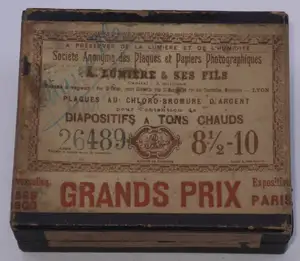 A PRÉSERVER DE LA LUMIÈRE ET DE L'HUMIDITÉ
Société Anonyme des Plaques et Papiers Photographiques
A. LUMIÈRE & SES FILS
LYON
PLAQUES AU CHLORO-BROMURE D'ARGENT
DIAPOSITIFS A TONS CHAUDS
26489
8½-10
GRANDS PRIX
Exposition
PARIS